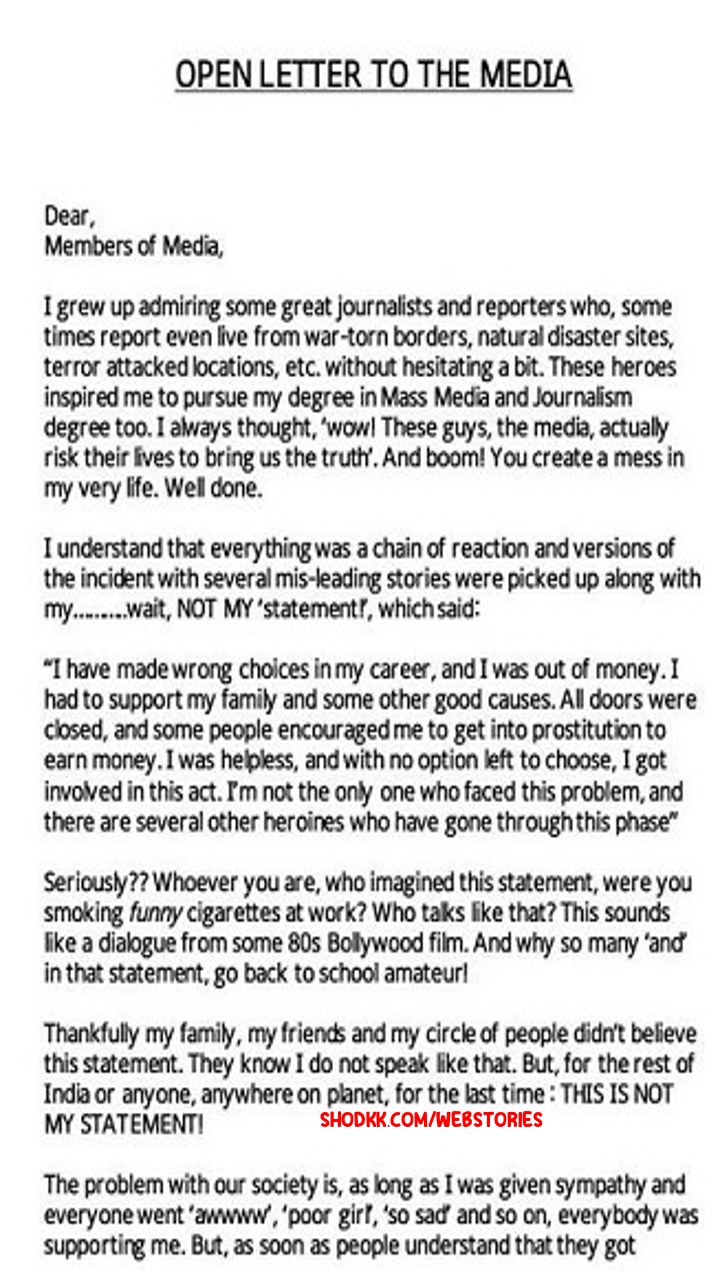 OPEN LETTER TO THE MEDIA
Dear,
Members of Media,
I grew up admiring some great journalists and reporters who, some
times report even live from war-torn borders, natural disaster sites,
terror attacked locations, etc. without hesitating a bit. These heroes
inspired me to pursue my degree in Mass Media and Journalism
degree too. I always thought, 'wow! These guys, the media, actually
risk their lives to bring us the truth'. And boom! You create a mess in
my very life. Well done.
I understand that everything was a chain of reaction and versions of
the incident with several mis-leading stories were picked up along with
my.........wait, NOT MY 'statement!', which said:
“I have made wrong choices in my career, and I was out of money. I
had to support my family and some other good causes. All doors were
closed, and some people encouraged me to get into prostitution to
earn money. I was helpless, and with no option left to choose, I got
involved in this act. I'm not the only one who faced this problem, and
there are several other heroines who have gone through this phase”
Seriously?? Whoever you are, who imagined this statement, were you
smoking funny cigarettes at work? Who talks like that? This sounds
like a dialogue from some 80s Bollywood film. And why so many 'and'
in that statement, go back to school amateur!
Thankfully my family, my friends and my circle of people didn't believe
this statement. They know I do not speak like that. But, for the rest of
India or anyone, anywhere on planet, for the last time : THIS IS NOT
MY STATEMENT!
SHODKK.COM/WEBSTORIES
The problem with our society is, as long as I was given sympathy and
everyone went 'awwww', 'poor girl', 'so sad' and so on, everybody was
supporting me. But, as soon as people understand that they got